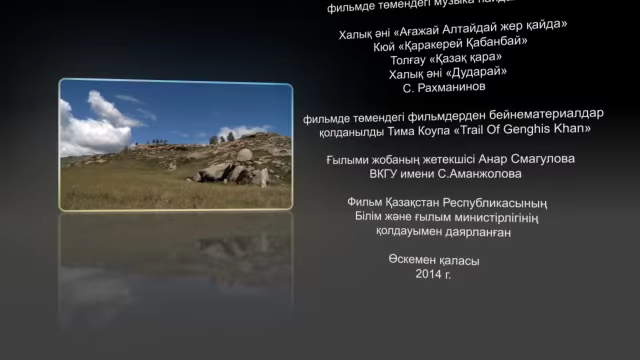 фильмде төмендегі музыка
Халық әні «Ағажай Алтайдай жер қайда»
Кюй «Қаракерей Қабанбай»
Толғау «Қазақ қара»
Халық әні «Дударай»
С. Рахманинов
фильмде төмендегі фильмдерден бейнематериалдар
қолданылды Тима Коупа «Trail Of Genghis Khan»
Ғылыми жобаның жетекшісі Анар Смагулова
ВКГУ имени С.Аманжолова
Фильм Қазақстан Республикасының
Білім және ғылым министірлігінің
қолдауымен даярланған
Өскемен қаласы
2014 г.